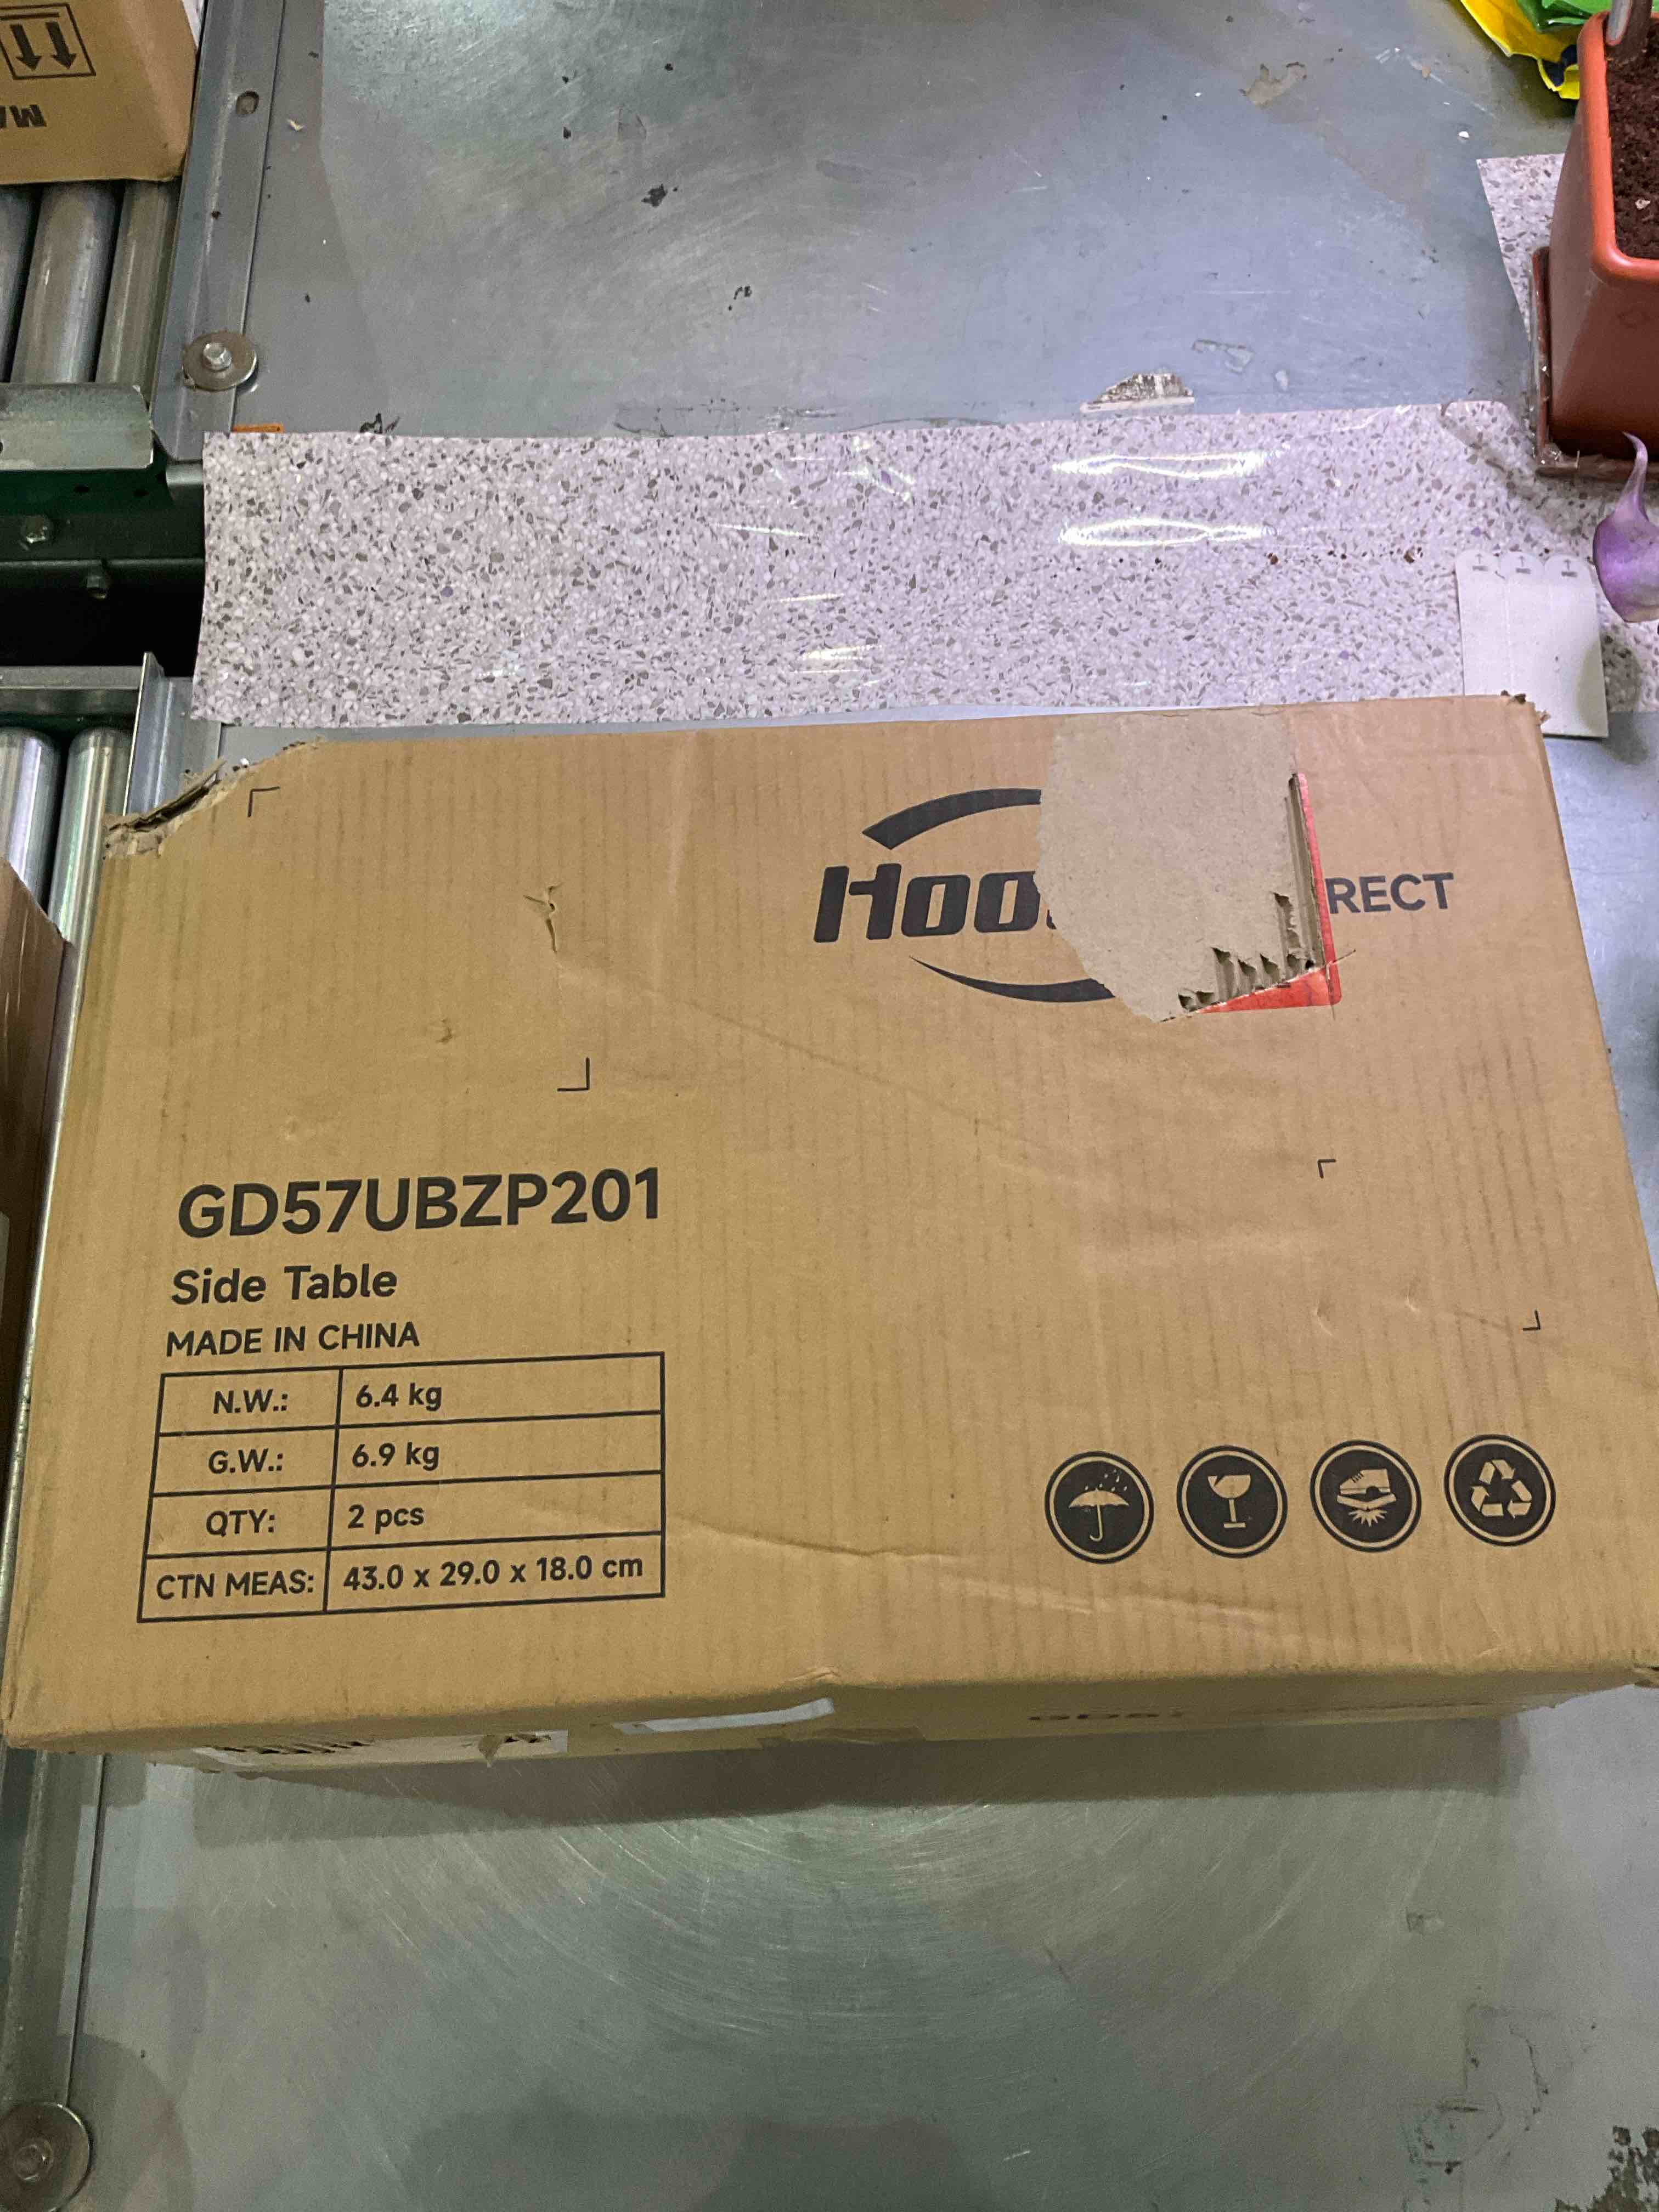 Hoo
RECT
GD57UBZP201
Side Table
MADE IN CHINA
N.W.: 6.4 kg
G.W.: 6.9 kg
QTY: 2 pcs
CTN MEAS: 43.0 x 29.0 x 18.0 cm